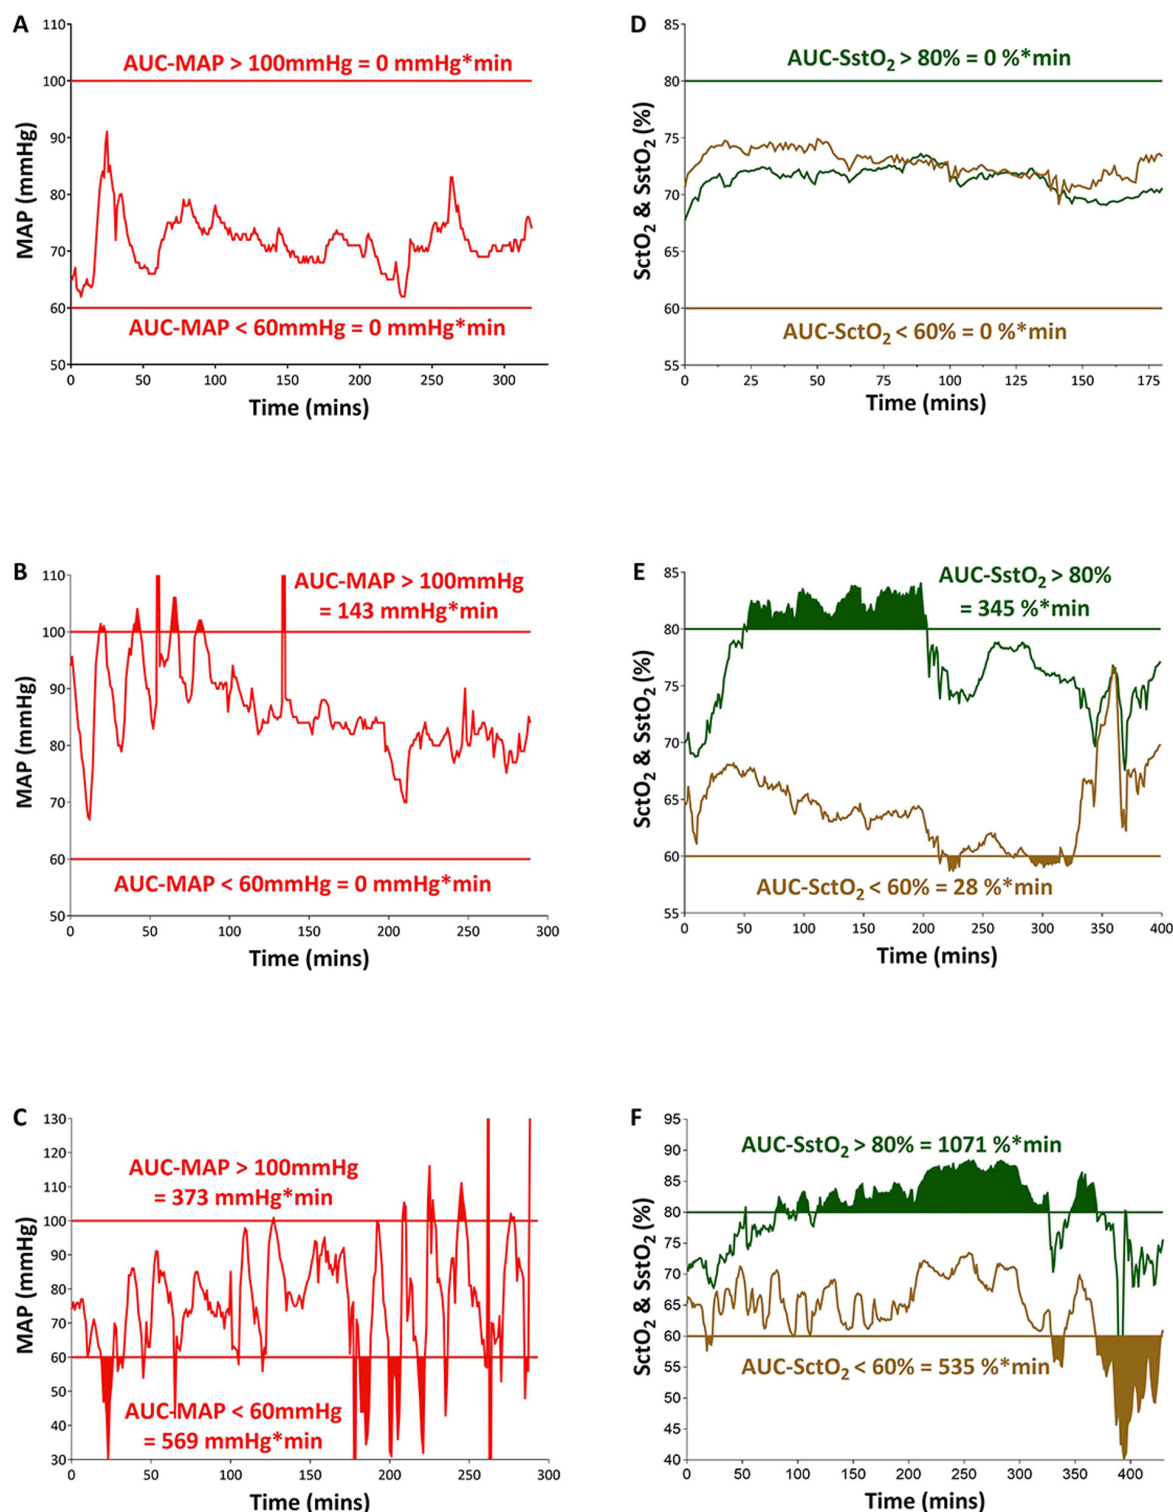 A
110
100
90
80
70
60
50
MAP (mmHg)
AUC-MAP > 100mmHg = 0 mmHg*min
AUC-MAP < 60mmHg = 0 mmHg*min
0 50 100 150 200 250 300
Time (mins)
D
85
80
75
70
65
60
55
SctO2 & SstO2 (%)
AUC-SstO2 > 80% = 0 %*min
AUC-SctO2 < 60% = 0 %*min
0 25 50 75 100 125 150 175
Time (mins)
B
110
100
90
80
70
60
50
MAP (mmHg)
AUC-MAP > 100mmHg
= 143 mmHg*min
AUC-MAP < 60mmHg = 0 mmHg*min
0 50 100 150 200 250 300
Time (mins)
E
85
80
75
70
65
60
55
SctO2 & SstO2 (%)
AUC-SstO2 > 80%
= 345 %*min
AUC-SctO2 < 60% = 28 %*min
0 50 100 150 200 250 300 350 400
Time (mins)
C
130
120
110
100
90
80
70
60
50
40
30
MAP (mmHg)
AUC-MAP > 100mmHg
= 373 mmHg*min
AUC-MAP < 60mmHg
= 569 mmHg*min
0 50 100 150 200 250 300
Time (mins)
F
95
90
85
80
75
70
65
60
55
50
45
40
SctO2 & SstO2 (%)
AUC-SstO2 > 80% = 1071 %*min
AUC-SctO2 < 60% = 535 %*min
0 50 100 150 200 250 300 350 400
Time (mins)